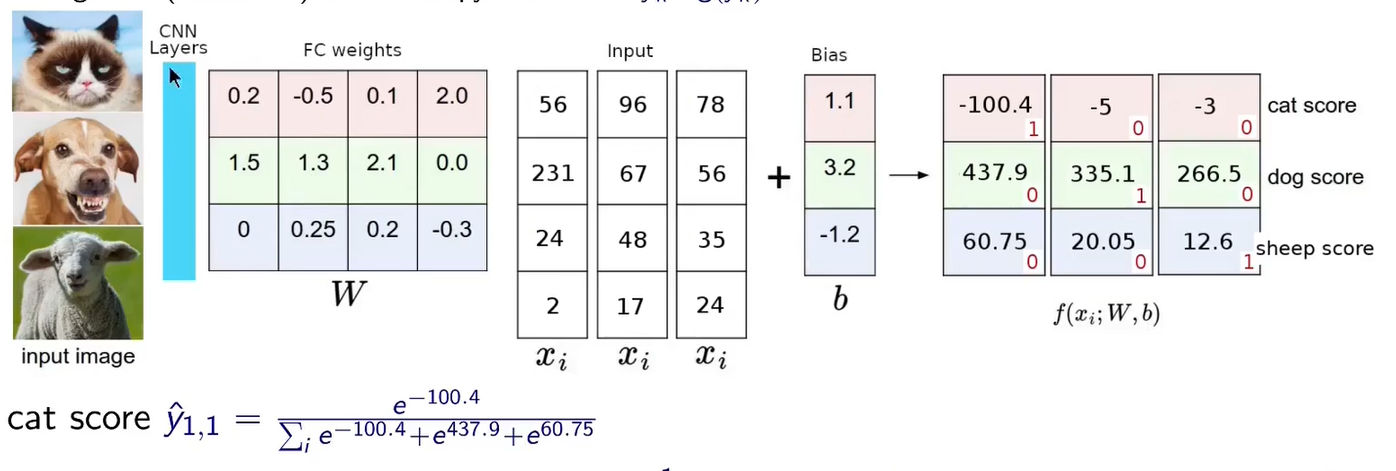 CNN
Layers
FC weights
Input
Bias
0.2 -0.5 0.1 2.0
1.5 1.3 2.1 0.0
0 0.25 0.2 -0.3
W
56 96 78
231 67 56
24 48 35
2 17 24
x_i x_i x_i
+
1.1
3.2
-1.2
b
-100.4 1 -5 0 -3 0 cat score
437.9 0 335.1 1 266.5 0 dog score
60.75 0 20.05 0 12.6 1 sheep score
f(x_i; W, b)
input image
cat score ŷ_{1,1} = e^{-100.4} / ∑_i e^{-100.4}+e^{437.9}+e^{60.75}